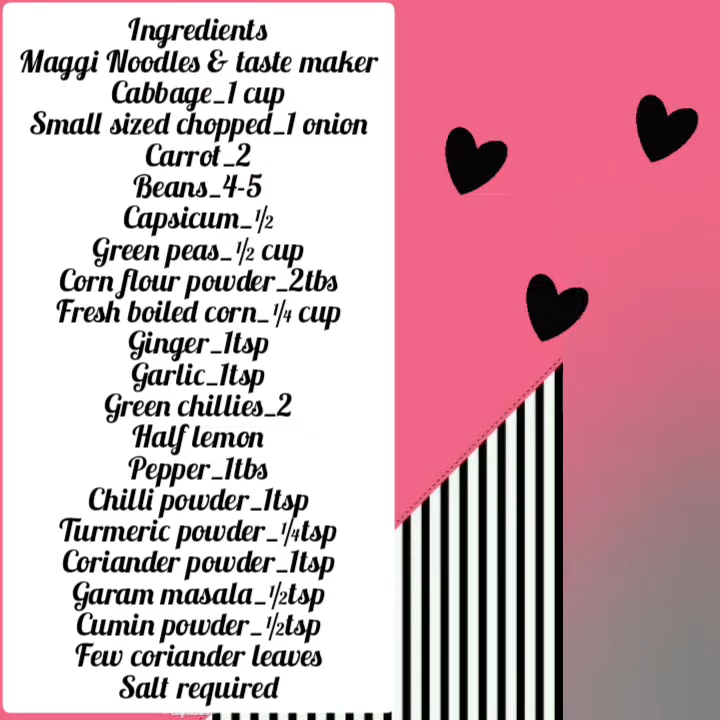 Ingredients
Maggi Noodles & taste maker
Cabbage_1 cup
Small sized chopped_1 onion
Carrot_2
Beans_4-5
Capsicum_½
Green peas_½ cup
Corn flour powder_2tbs
Fresh boiled corn_¼ cup
Ginger_1tsp
Garlic_1tsp
Green chillies_2
Half lemon
Pepper_1tbs
Chilli powder_1tsp
Turmeric powder_¼tsp
Coriander powder_1tsp
Garam masala_½tsp
Cumin powder_½tsp
Few coriander leaves
Salt required